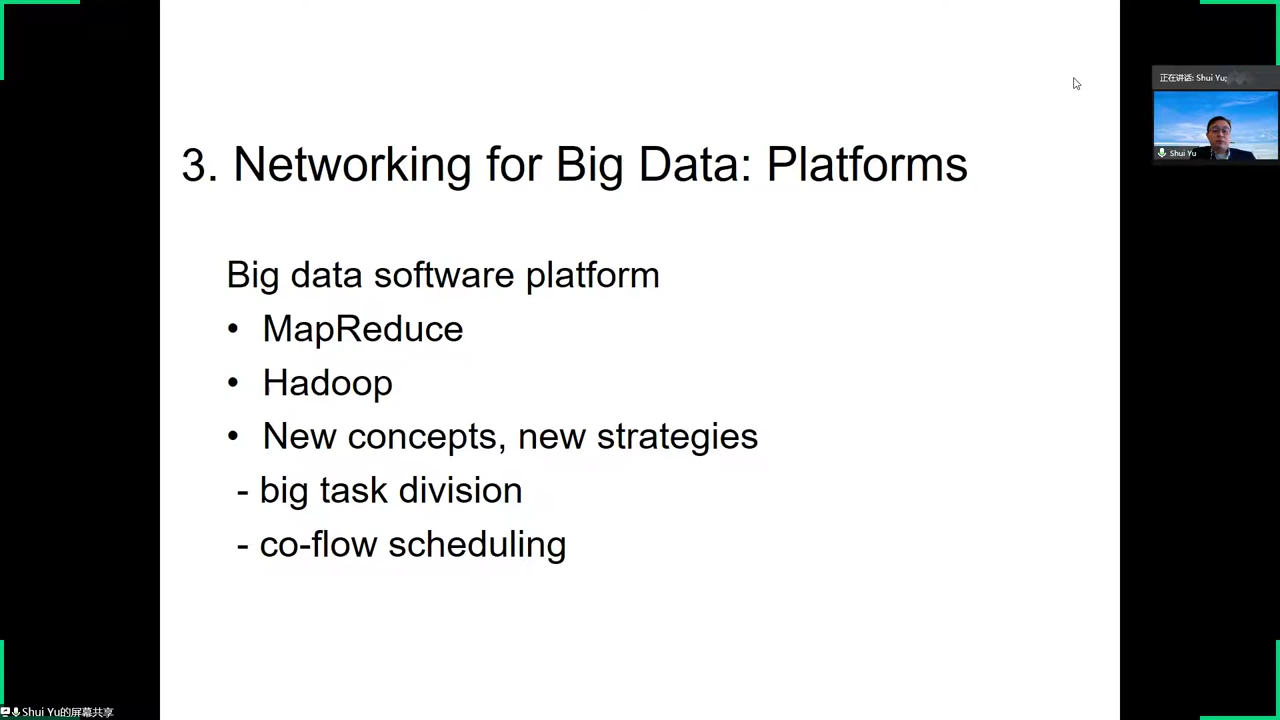 3. Networking for Big Data: Platforms
Big data software platform
• MapReduce
• Hadoop
• New concepts, new strategies
- big task division
- co-flow scheduling
正在讲话: Shui Yu;
Shui Yu
Shui Yu的屏幕共享